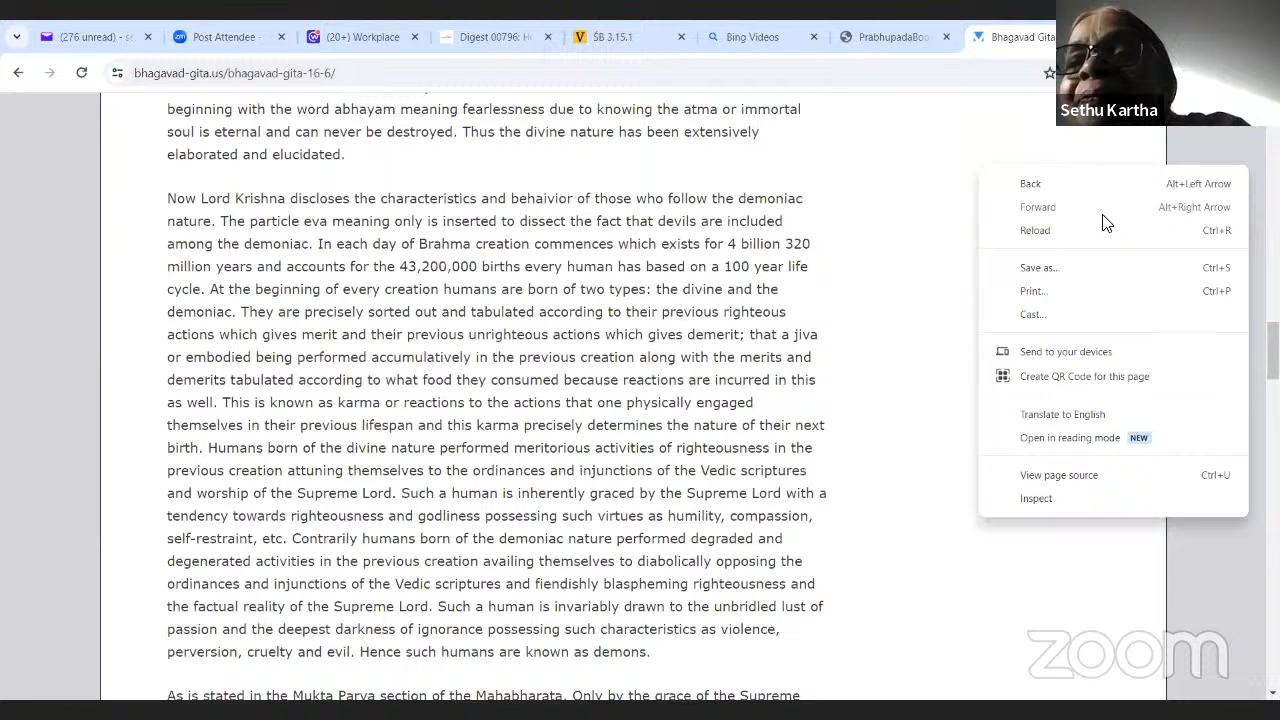 (276 unread) - s
Post Attendee -
(20+) Workplace
Digest 00796: H
ŚB 3.15.1
Bing Videos
PrabhupadaBoo
Bhagavad Gita
bhagavad-gita.us/bhagavad-gita-16-6/
Sethu Kartha
beginning with the word abhavam meaning fearlessness due to knowing the atma or immortal
soul is eternal and can never be destroyed. Thus the divine nature has been extensively
elaborated and elucidated.
Now Lord Krishna discloses the characteristics and behaivior of those who follow the demoniac
nature. The particle eva meaning only is inserted to dissect the fact that devils are included
among the demoniac. In each day of Brahma creation commences which exists for 4 billion 320
million years and accounts for the 43,200,000 births every human has based on a 100 year life
cycle. At the beginning of every creation humans are born of two types: the divine and the
demoniac. They are precisely sorted out and tabulated according to their previous righteous
actions which gives merit and their previous unrighteous actions which gives demerit; that a jiva
or embodied being performed accumulatively in the previous creation along with the merits and
demerits tabulated according to what food they consumed because reactions are incurred in this
as well. This is known as karma or reactions to the actions that one physically engaged
themselves in their previous lifespan and this karma precisely determines the nature of their next
birth. Humans born of the divine nature performed meritorious activities of righteousness in the
previous creation attuning themselves to the ordinances and injunctions of the Vedic scriptures
and worship of the Supreme Lord. Such a human is inherently graced by the Supreme Lord with a
tendency towards righteousness and godliness possessing such virtues as humility, compassion,
self-restraint, etc. Contrarily humans born of the demoniac nature performed degraded and
degenerated activities in the previous creation availing themselves to diabolically opposing the
ordinances and injunctions of the Vedic scriptures and fiendishly blaspheming righteousness and
the factual reality of the Supreme Lord. Such a human is invariably drawn to the unbridled lust of
passion and the deepest darkness of ignorance possessing such characteristics as violence,
perversion, cruelty and evil. Hence such humans are known as demons.
As is stated in the Mukta Parva section of the Mahabharata. Only by the grace of the Supreme
Back Alt+Left Arrow
Forward Alt+Right Arrow
Reload Ctrl+R
Save as... Ctrl+S
Print... Ctrl+P
Cast...
Send to your devices
Create QR Code for this page
Translate to English
Open in reading mode NEW
View page source Ctrl+U
Inspect
zoom